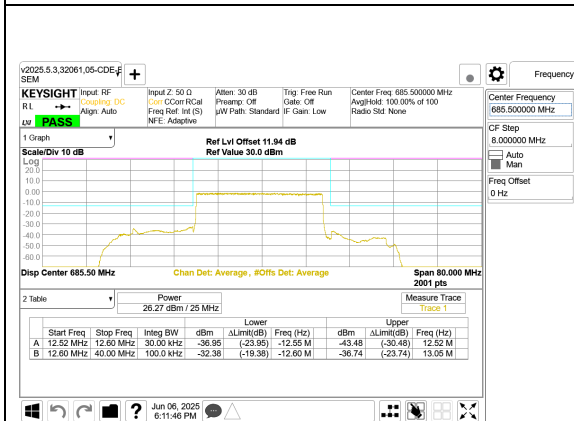 v2025.5.3,32061,05-CDE-
SEM
Frequency
KEYSIGHT
RL
LXI
PASS
Input: RF
Coupling: DC
Align: Auto
Input Z: 50 Ω
Corr CCorr RCal
Freq Ref: Int (S)
NFE: Adaptive
Atten: 30 dB
Preamp: Off
µW Path: Standard
Trig: Free Run
Gate: Off
IF Gain: Low
Center Freq: 685.500000 MHz
Avg|Hold: 100.00% of 100
Radio Std: None
Center Frequency
685.500000 MHz
CF Step
8.000000 MHz
Auto
Man
Freq Offset
0 Hz
1 Graph
Scale/Div 10 dB
Ref Lvl Offset 11.94 dB
Ref Value 30.0 dBm
Log
20.0
10.0
0.00
-10.0
-20.0
-30.0
-40.0
-50.0
-60.0
Disp Center 685.50 MHz
Chan Det: Average, #Offs Det: Average
Span 80.000 MHz
2001 pts
2 Table
Power
26.27 dBm / 25 MHz
Measure Trace
Trace 1
Lower Upper
Start Freq Stop Freq Integ BW dBm ΔLimit(dB) Freq (Hz) dBm ΔLimit(dB) Freq (Hz)
A 12.52 MHz 12.60 MHz 30.00 kHz -36.95 (-23.95) -12.55 M -43.48 (-30.48) 12.52 M
B 12.60 MHz 40.00 MHz 100.0 kHz -32.38 (-19.38) -12.60 M -36.74 (-23.74) 13.05 M
Jun 06, 2025
6:11:46 PM